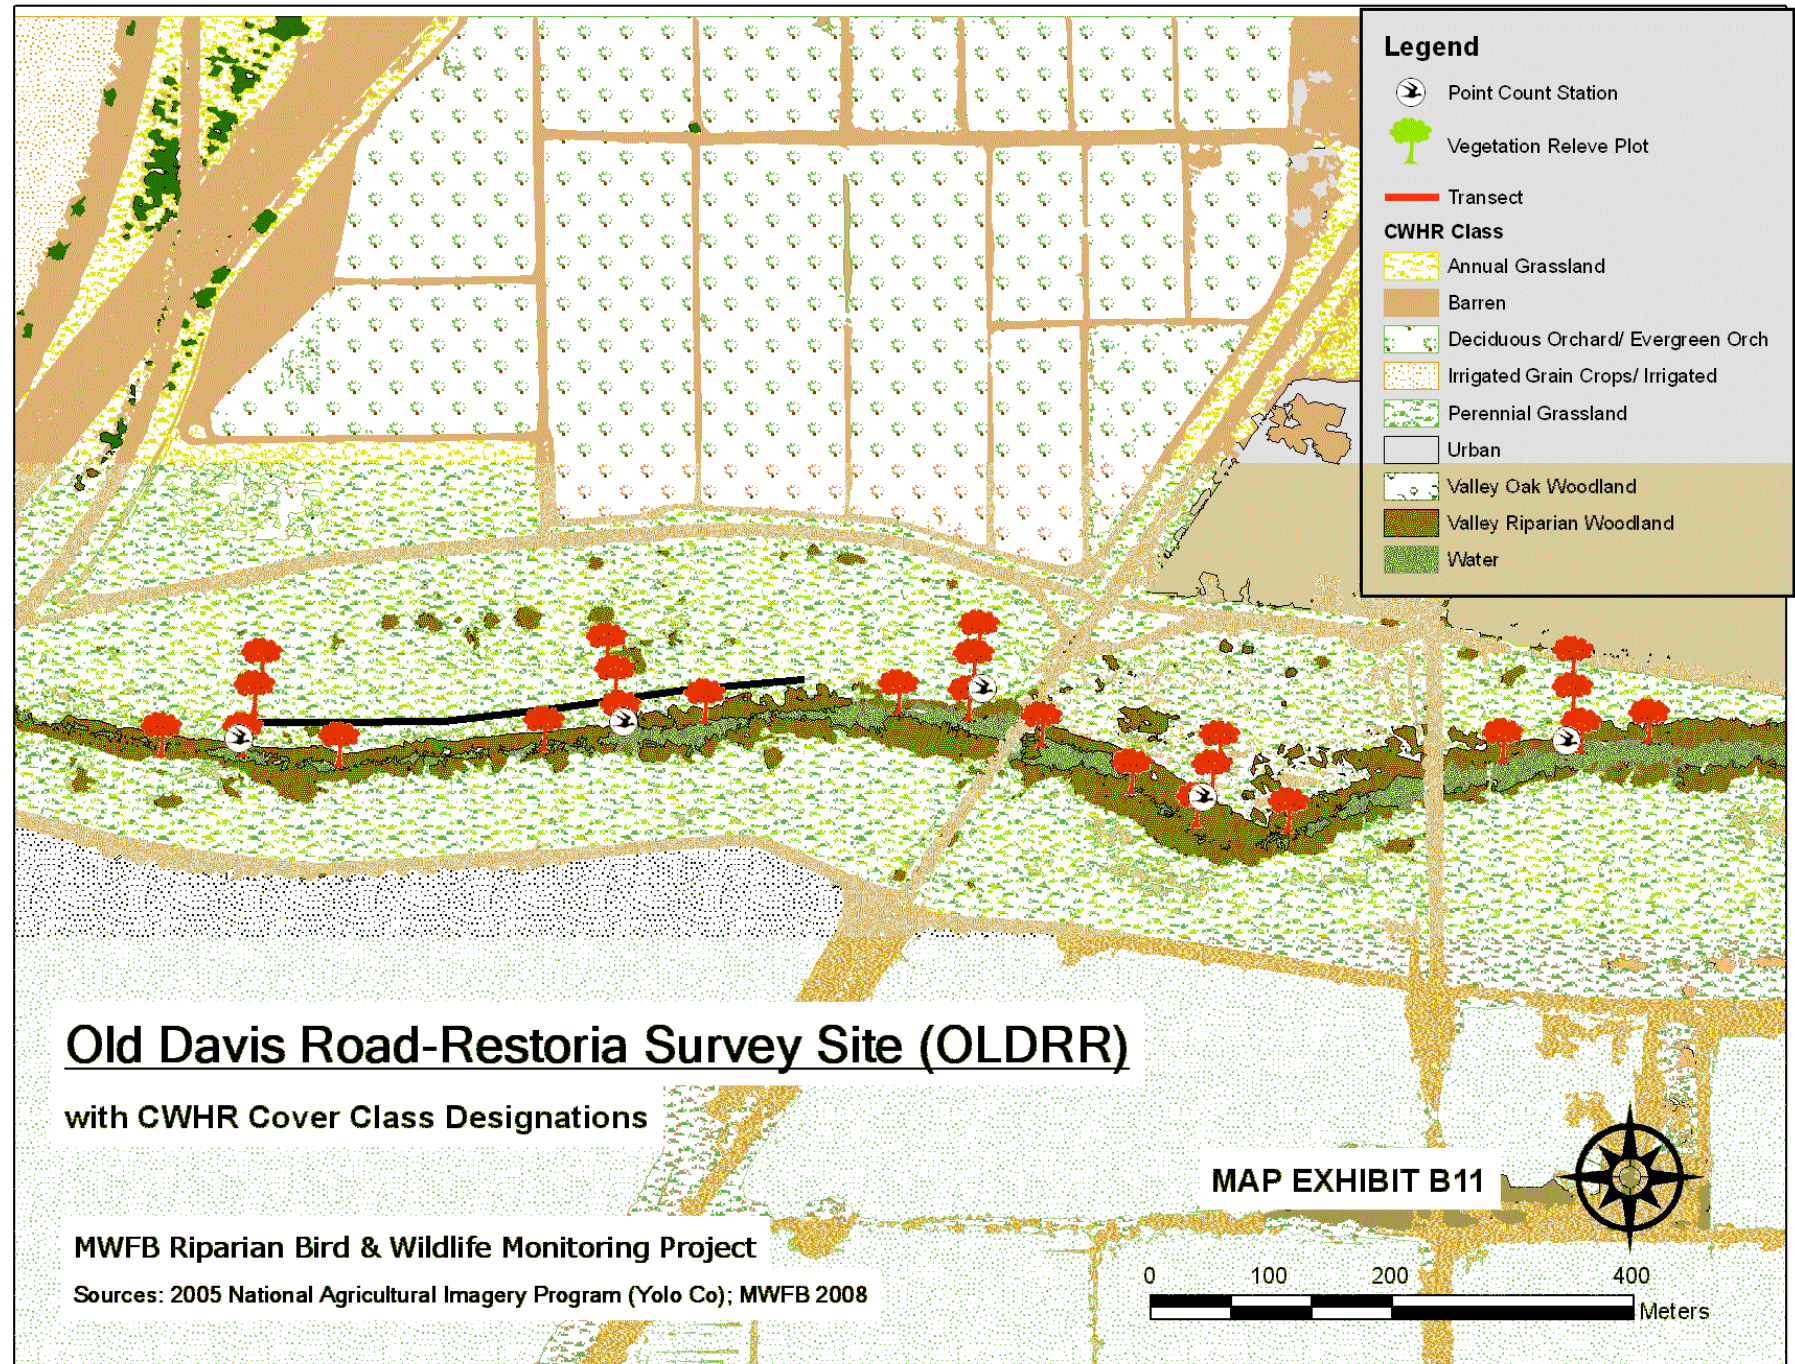 Legend
Point Count Station
Vegetation Releve Plot
Transect
CWHR Class
Annual Grassland
Barren
Deciduous Orchard/ Evergreen Orch
Irrigated Grain Crops/ Irrigated
Perennial Grassland
Urban
Valley Oak Woodland
Valley Riparian Woodland
Water
Old Davis Road-Restoria Survey Site (OLDRR)
with CWHR Cover Class Designations
MAP EXHIBIT B11
MWFB Riparian Bird & Wildlife Monitoring Project
Sources: 2005 National Agricultural Imagery Program (Yolo Co); MWFB 2008
0 100 200 400
Meters